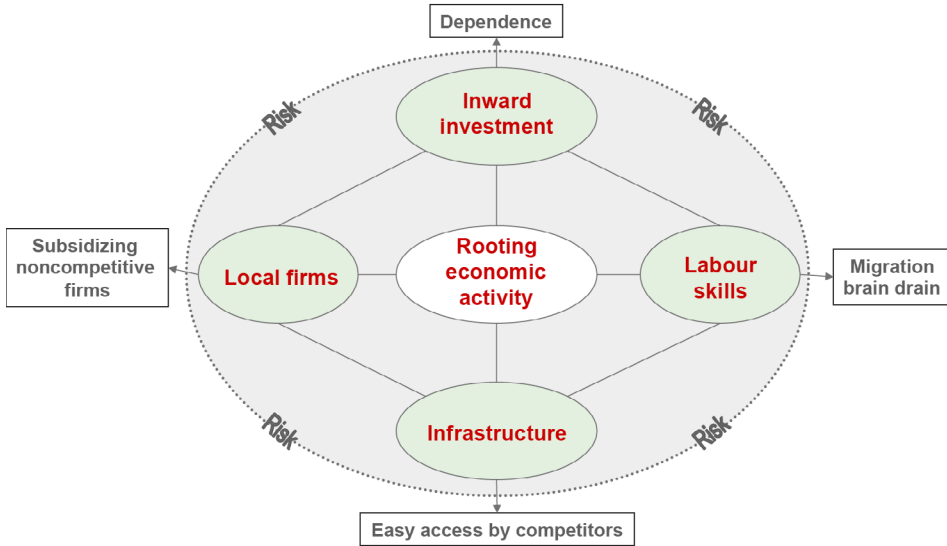 Dependence
Risk
Risk
Inward
investment
Subsidizing
noncompetitive
firms
Local firms
Rooting
economic
activity
Labour
skills
Migration
brain drain
Infrastructure
Risk
Risk
Easy access by competitors